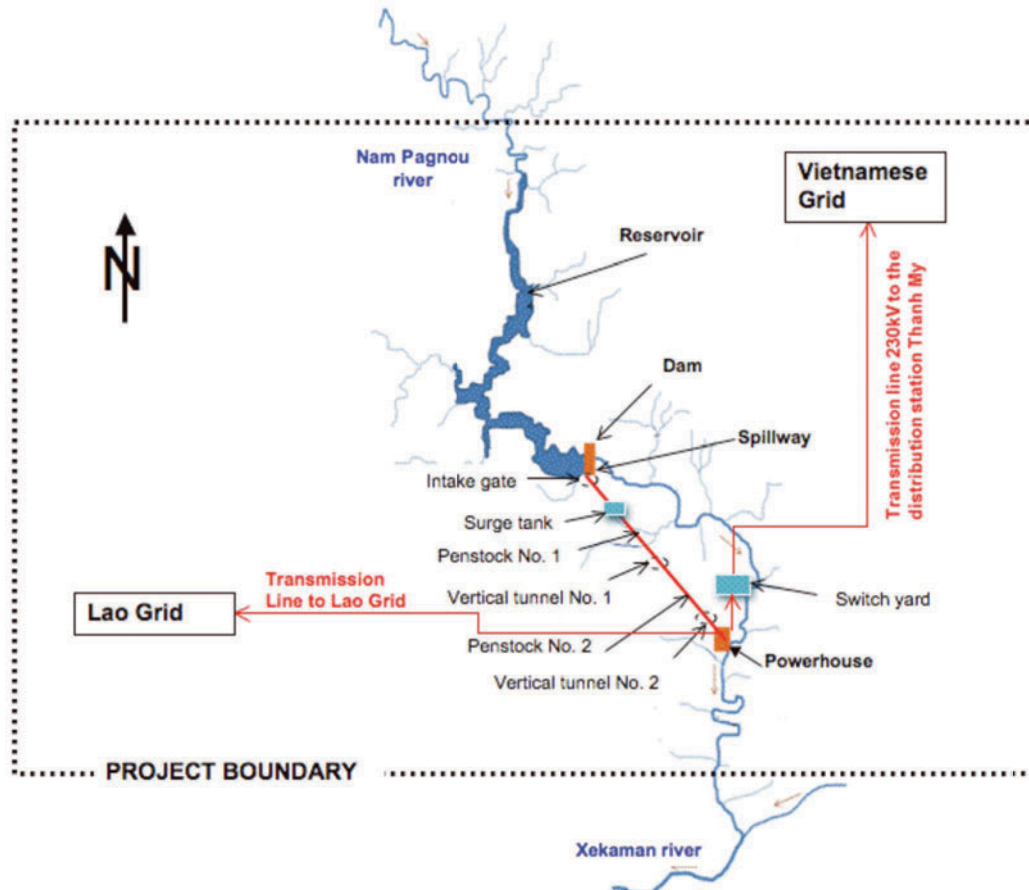 Nam Pagnou
river
Vietnamese
Grid
N
Reservoir
Transmission line 230kV to the
distribution station Thanh My
Dam
Spillway
Intake gate
Surge tank
Penstock No. 1
Transmission
Line to Lao Grid
Vertical tunnel No. 1
Switch yard
Lao Grid
Penstock No. 2
Powerhouse
Vertical tunnel No. 2
PROJECT BOUNDARY
Xekaman river